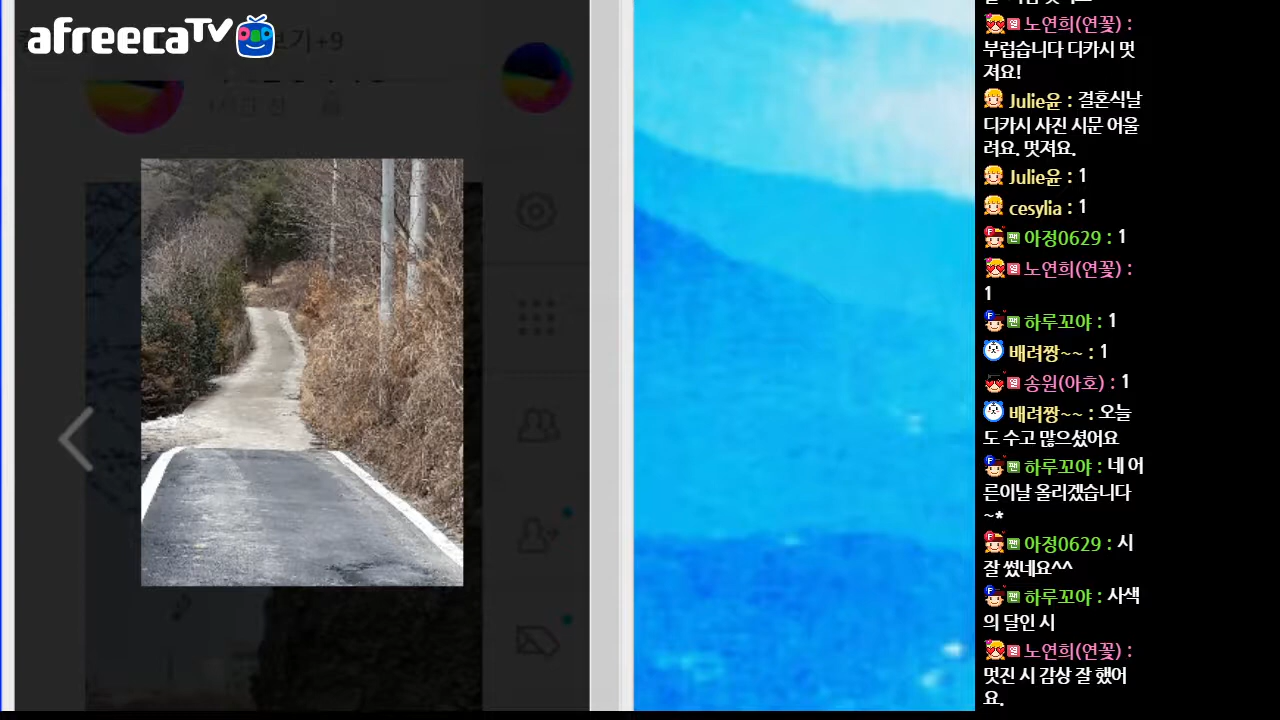 afreecaTV
보기+9
노연희(연꽃) :
부럽습니다 디카시 멋
져요!
Julie윤 : 결혼식날
디카시 사진 시문 어울
려요. 멋져요.
Julie윤 : 1
cesylia : 1
아정0629 : 1
노연희(연꽃) :
1
하루꼬야 : 1
배려짱~~ : 1
송원(아호) : 1
배려짱~~ : 오늘
도 수고 많으셨어요
하루꼬야 : 네 어
른이날 올리겠습니다
~*
아정0629 : 시
잘 썼네요^^
하루꼬야 : 사색
의 달인 시
노연희(연꽃) :
멋진 시 감상 잘 했어
요.